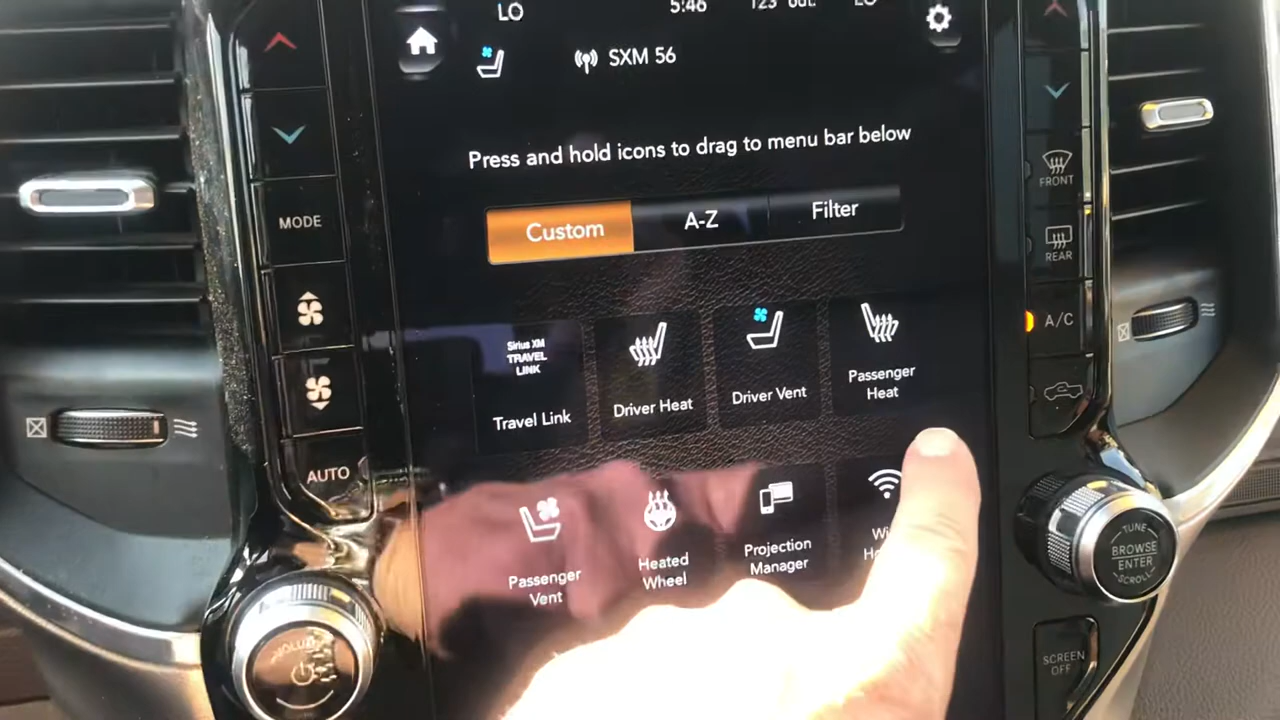 LO 5:46
SXM 56
Press and hold icons to drag to menu bar below
Custom A-Z Filter
MODE
AUTO
Sirius XM
TRAVEL
LINK
Travel Link
Driver Heat
Driver Vent
Passenger
Heat
Passenger
Vent
Heated
Wheel
Projection
Manager
FRONT
REAR
A/C
TUNE
BROWSE
ENTER
SCROLL
SCREEN
OFF